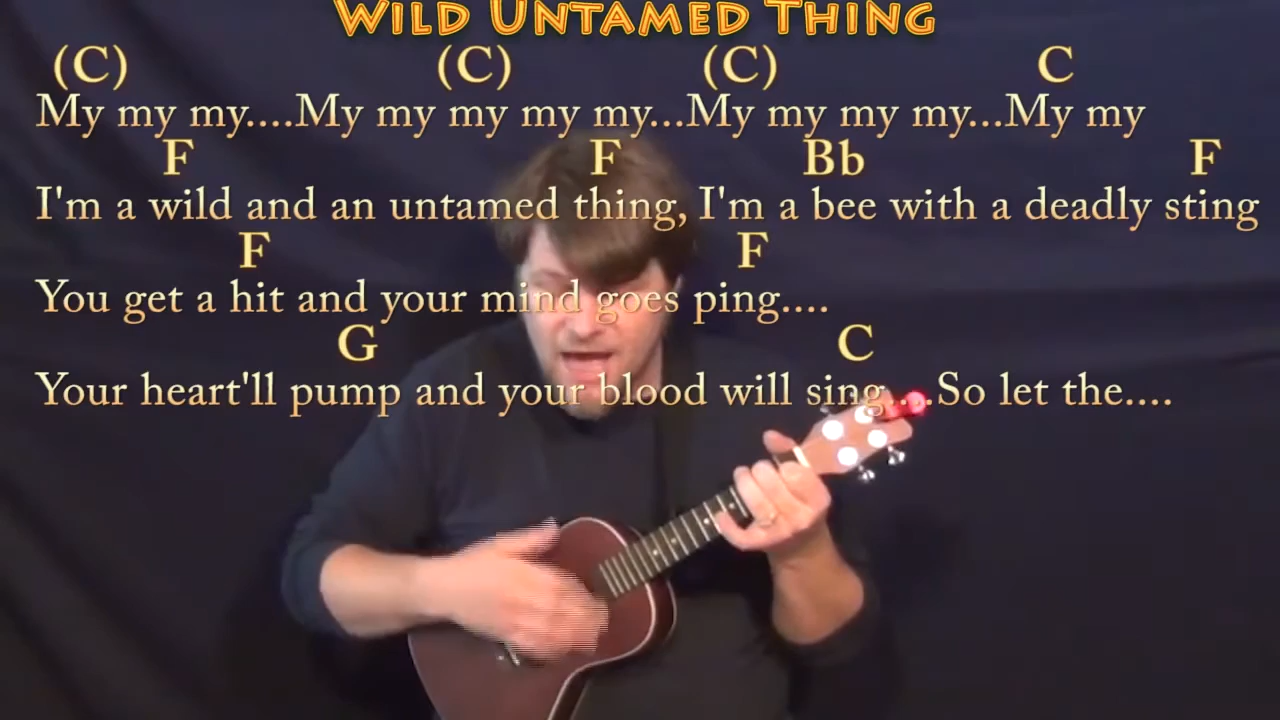 WILD UNTAMED THING
(C) (C) (C) C
My my my....My my my my my...My my my my...My my
F F Bb F
I'm a wild and an untamed thing, I'm a bee with a deadly sting
F F
You get a hit and your mind goes ping....
G C
Your heart'll pump and your blood will sing....So let the....